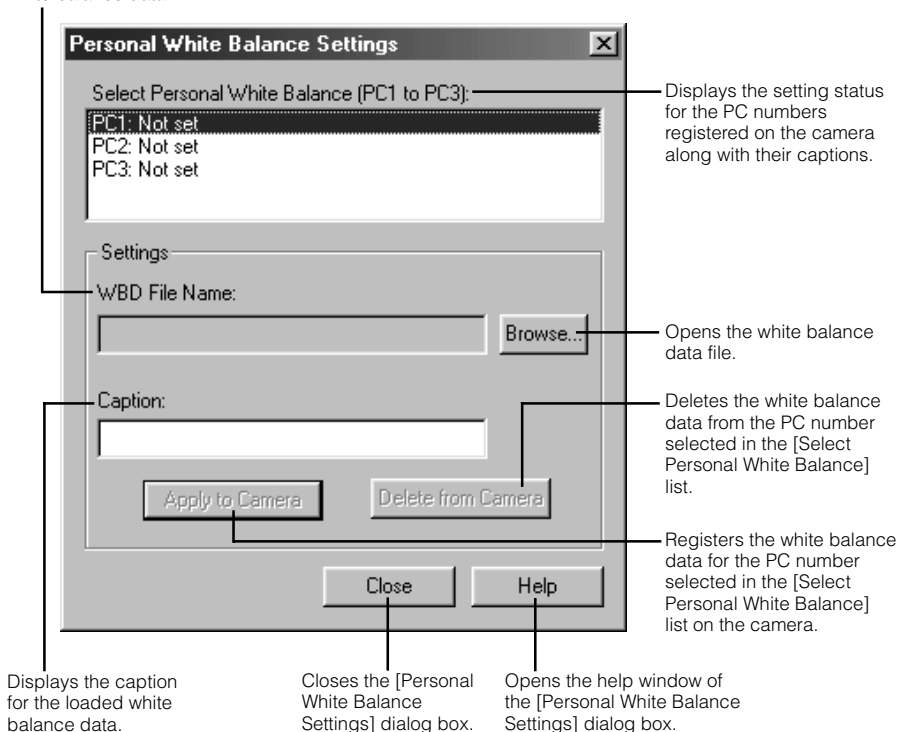 Personal White Balance Settings
Select Personal White Balance (PC1 to PC3):
PC1: Not set
PC2: Not set
PC3: Not set
Displays the setting status
for the PC numbers
registered on the camera
along with their captions.
Settings
WBD File Name:
Browse...
Opens the white balance
data file.
Caption:
Deletes the white balance
data from the PC number
selected in the [Select
Personal White Balance]
list.
Apply to Camera
Delete from Camera
Registers the white balance
data for the PC number
selected in the [Select
Personal White Balance]
list on the camera.
Close
Help
Displays the caption
for the loaded white
balance data.
Closes the [Personal
White Balance
Settings] dialog box.
Opens the help window of
the [Personal White Balance
Settings] dialog box.